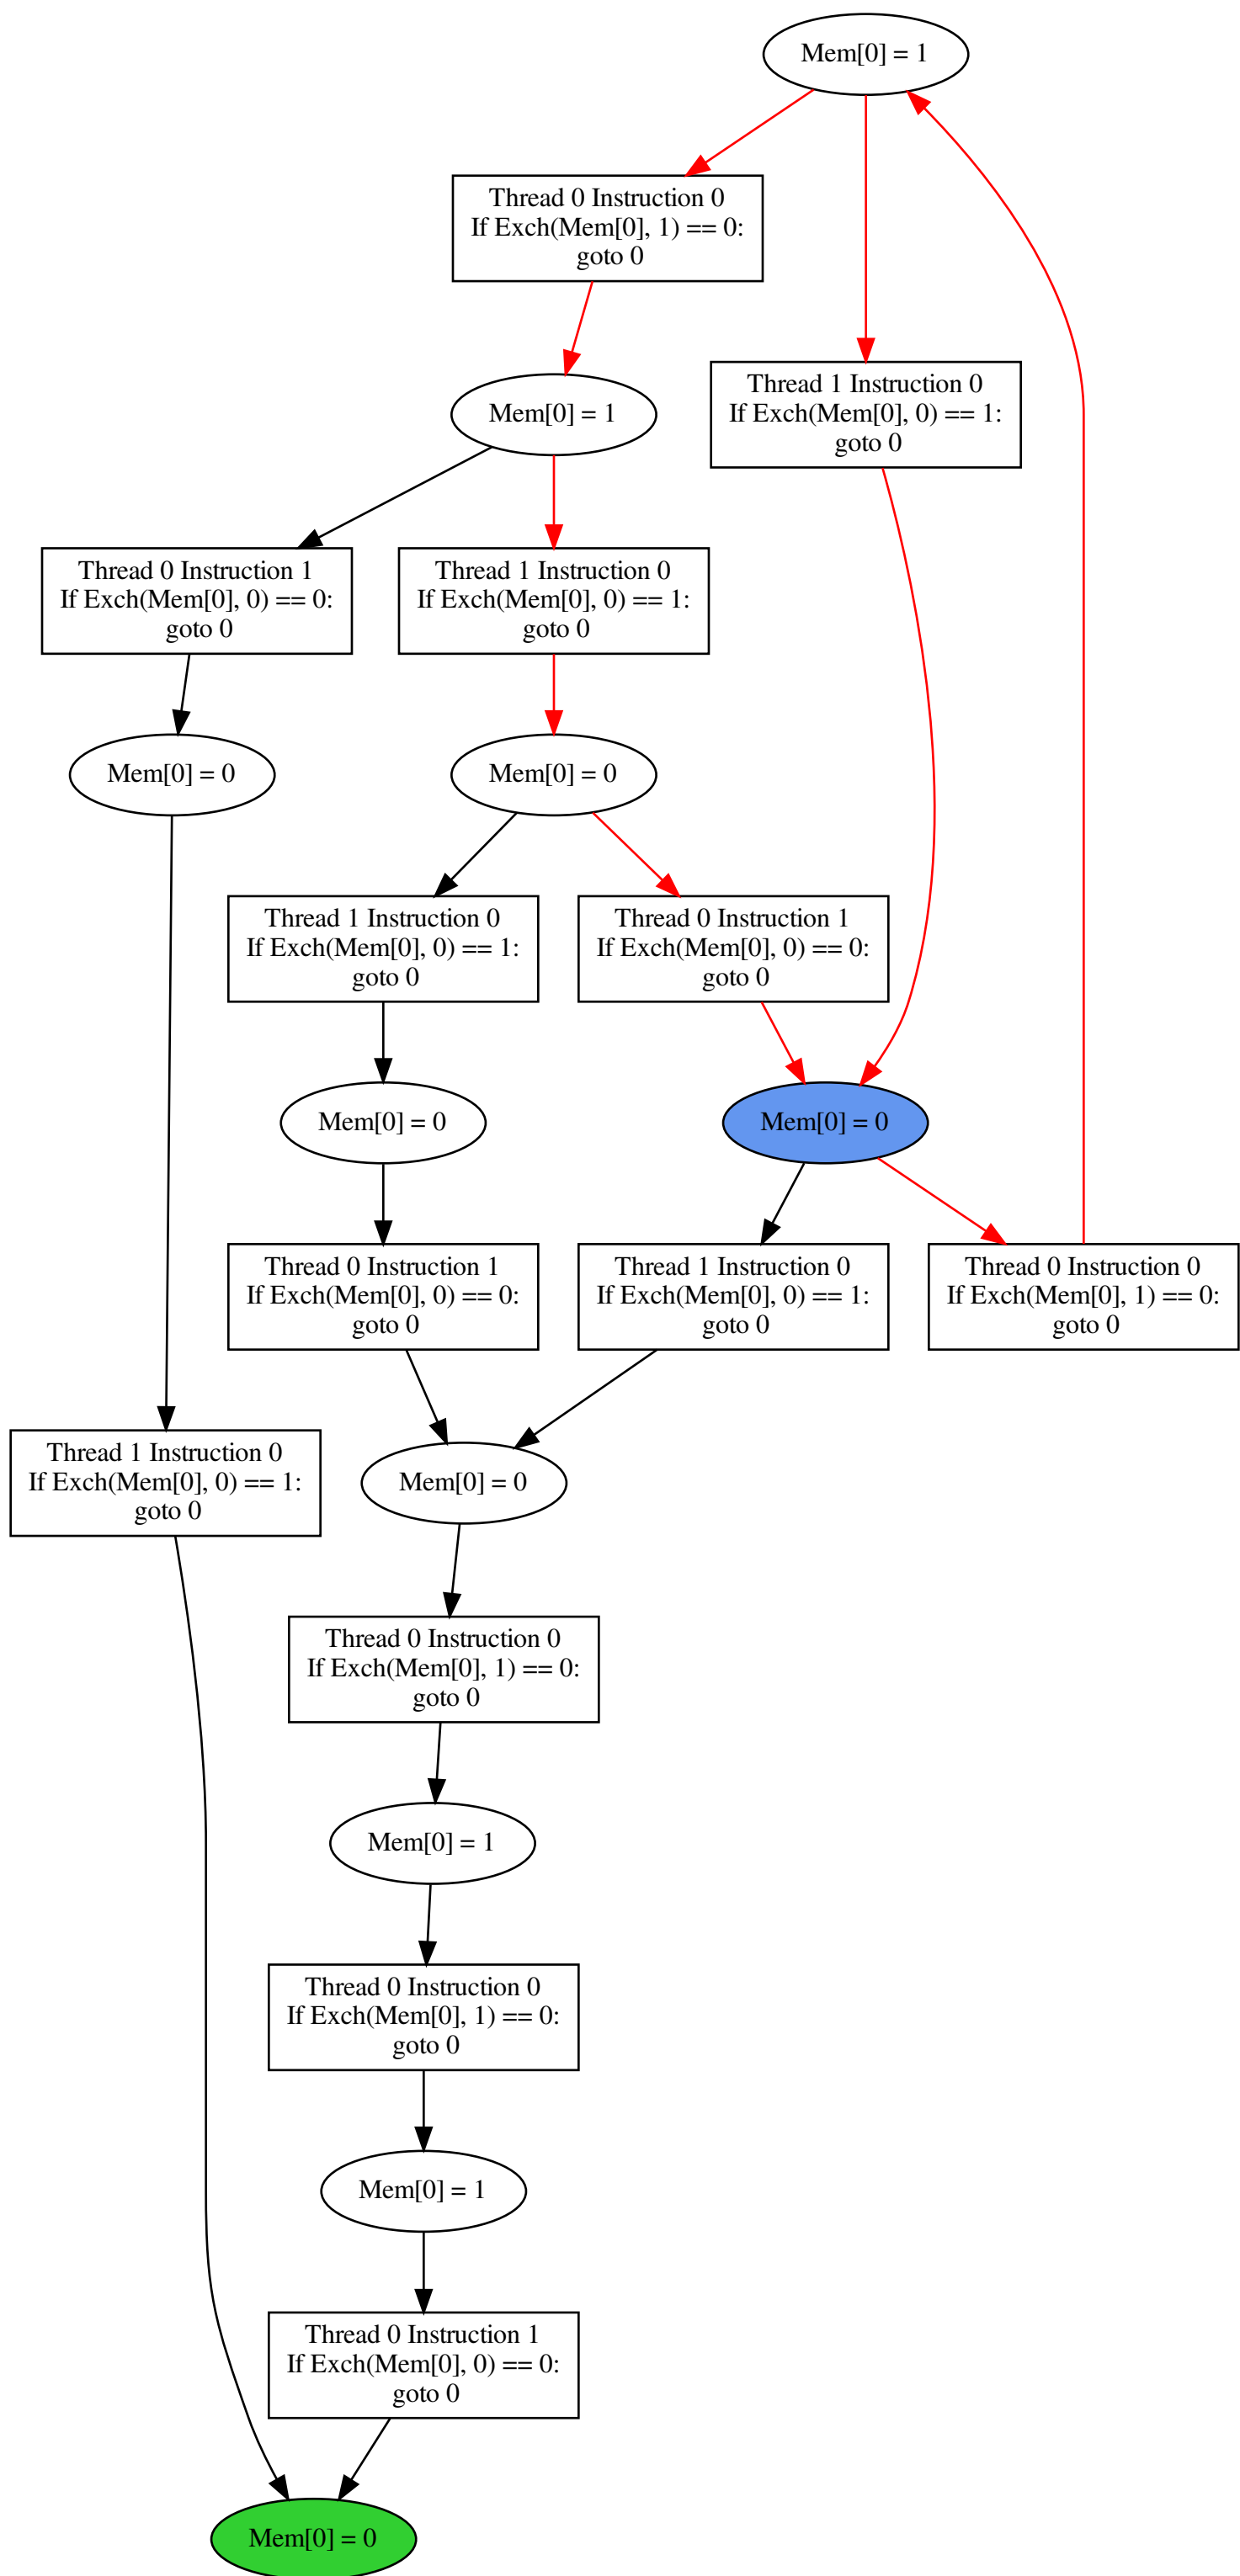 Mem[0] = 1
Thread 0 Instruction 0
If Exch(Mem[0], 1) == 0:
goto 0
Mem[0] = 1
Thread 1 Instruction 0
If Exch(Mem[0], 0) == 1:
goto 0
Thread 0 Instruction 1
If Exch(Mem[0], 0) == 0:
goto 0
Thread 1 Instruction 0
If Exch(Mem[0], 0) == 1:
goto 0
Mem[0] = 0
Mem[0] = 0
Thread 1 Instruction 0
If Exch(Mem[0], 0) == 1:
goto 0
Thread 0 Instruction 1
If Exch(Mem[0], 0) == 0:
goto 0
Mem[0] = 0
Mem[0] = 0
Thread 0 Instruction 1
If Exch(Mem[0], 0) == 0:
goto 0
Thread 1 Instruction 0
If Exch(Mem[0], 0) == 1:
goto 0
Thread 0 Instruction 0
If Exch(Mem[0], 1) == 0:
goto 0
Thread 1 Instruction 0
If Exch(Mem[0], 0) == 1:
goto 0
Mem[0] = 0
Thread 0 Instruction 0
If Exch(Mem[0], 1) == 0:
goto 0
Mem[0] = 1
Thread 0 Instruction 0
If Exch(Mem[0], 1) == 0:
goto 0
Mem[0] = 1
Thread 0 Instruction 1
If Exch(Mem[0], 0) == 0:
goto 0
Mem[0] = 0